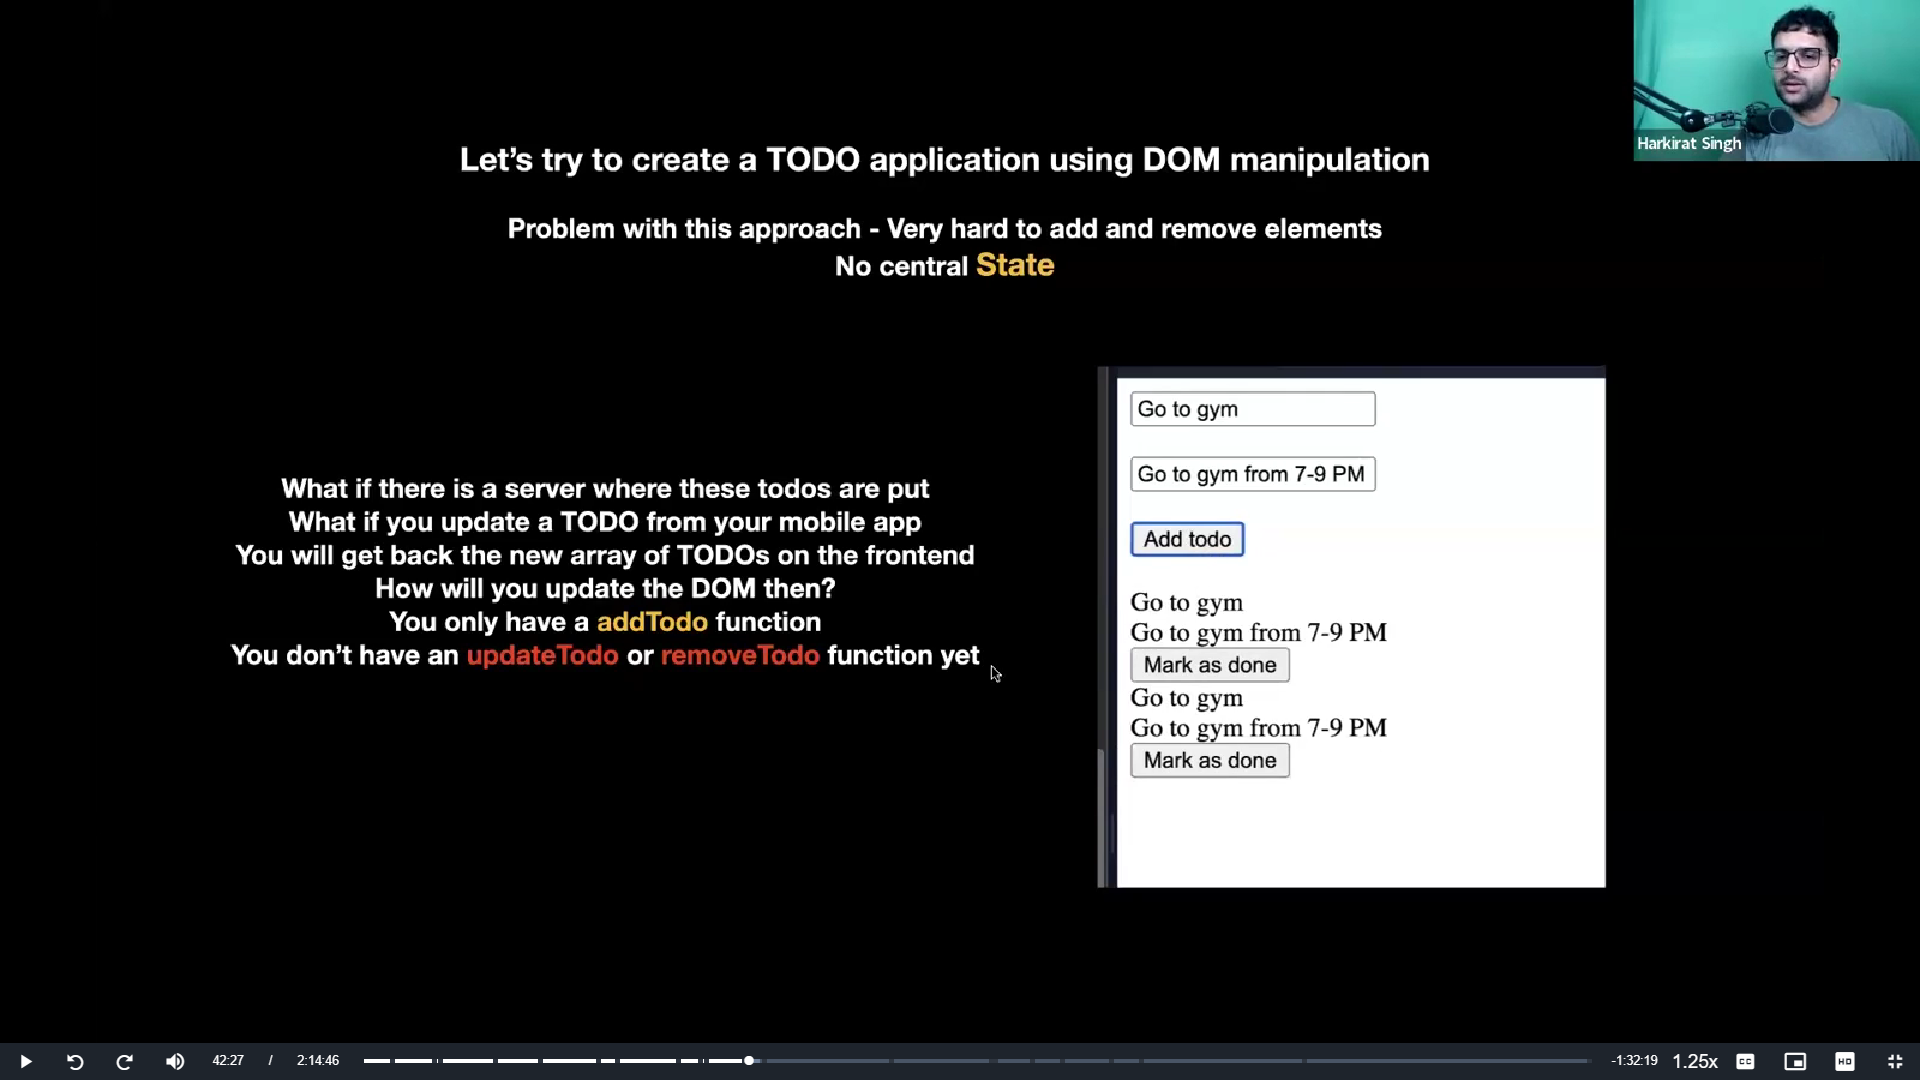 Harkirat Singh
Let's try to create a TODO application using DOM manipulation
Problem with this approach - Very hard to add and remove elements
No central State
What if there is a server where these todos are put
What if you update a TODO from your mobile app
You will get back the new array of TODOs on the frontend
How will you update the DOM then?
You only have a addTodo function
You don't have an updateTodo or removeTodo function yet
Go to gym
Go to gym from 7-9 PM
Add todo
Go to gym
Go to gym from 7-9 PM
Mark as done
Go to gym
Go to gym from 7-9 PM
Mark as done
42:27 / 2:14:46 -1:32:19 1.25x CC HD